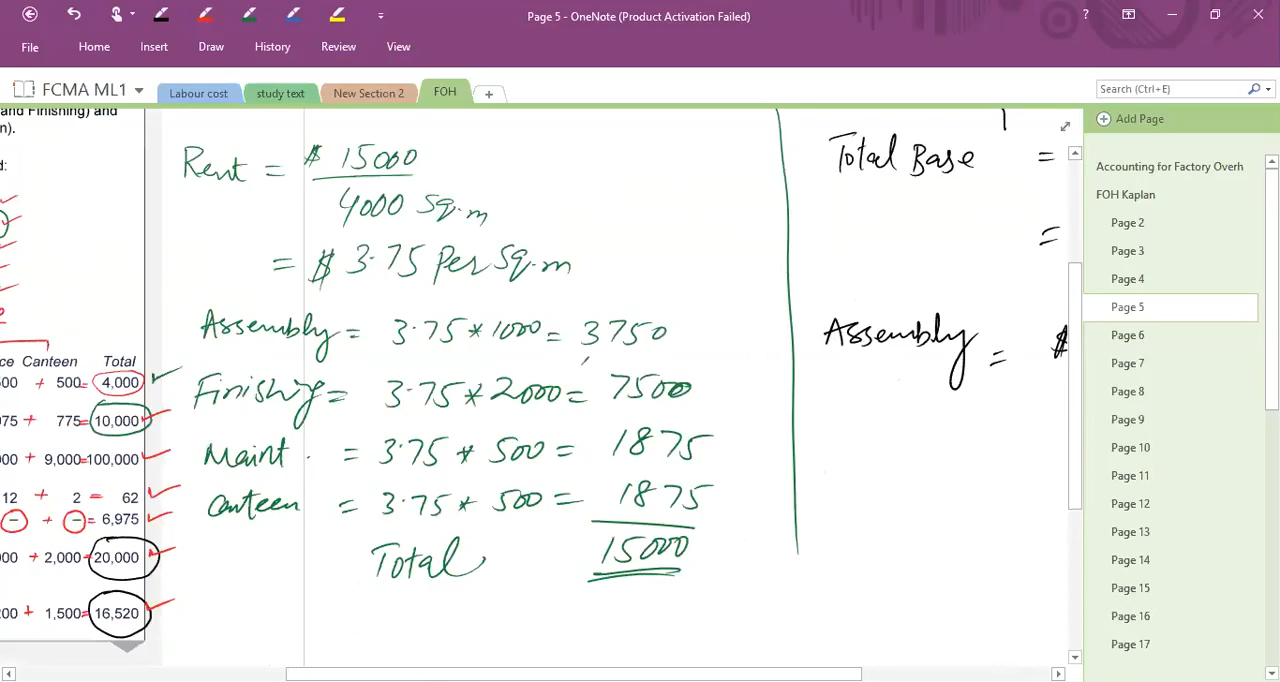 Page 5 - OneNote (Product Activation Failed)
?
File Home Insert Draw History Review View
FCMA ML1
Labour cost study text New Section 2 FOH +
Search (Ctrl+E)
Add Page
Accounting for Factory Overh
FOH Kaplan
Page 2
Page 3
Page 4
Page 5
Page 6
Page 7
Page 8
Page 9
Page 10
Page 11
Page 12
Page 13
Page 14
Page 15
Page 16
Page 17
and Finishing) and
n).
d:
ce Canteen Total
500 + 500 = 4,000
075 + 775 = 10,000
000 + 9,000 = 100,000
12 + 2 = 62
– + – = 6,975
000 + 2,000 = 20,000
200 + 1,500 = 16,520
Rent = $ 15000
4000 Sq.m
= $ 3.75 Per Sq.m
Assembly = 3.75 * 1000 = 3750
Finishing = 3.75 * 2000 = 7500
Maint. = 3.75 * 500 = 1875
Canteen = 3.75 * 500 = 1875
Total 15000
Total Base =
=
Assembly = $